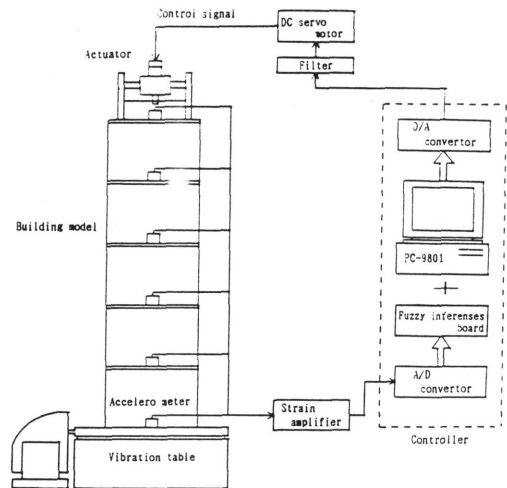 Control signal
DC servo
motor
Actuator
Filter
D/A
convertor
Building model
PC-9801
Fuzzy inferenses
board
Accelero meter
A/D
convertor
Strain
amplifier
Controller
Vibration table